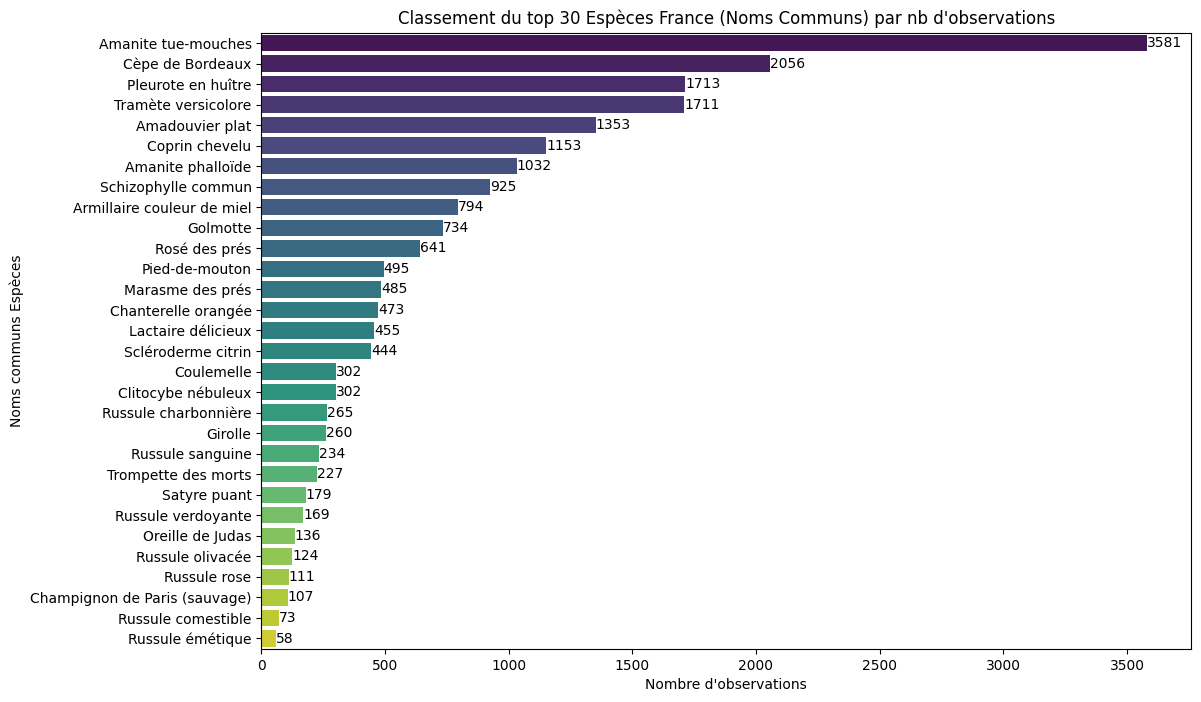 Classement du top 30 Espèces France (Noms Communs) par nb d'observations
Noms communs Espèces
Amanite tue-mouches 3581
Cèpe de Bordeaux 2056
Pleurote en huître 1713
Tramète versicolore 1711
Amadouvier plat 1353
Coprin chevelu 1153
Amanite phalloïde 1032
Schizophylle commun 925
Armillaire couleur de miel 794
Golmotte 734
Rosé des prés 641
Pied-de-mouton 495
Marasme des prés 485
Chanterelle orangée 473
Lactaire délicieux 455
Scléroderme citrin 444
Coulemelle 302
Clitocybe nébuleux 302
Russule charbonnière 265
Girolle 260
Russule sanguine 234
Trompette des morts 227
Satyre puant 179
Russule verdoyante 169
Oreille de Judas 136
Russule olivacée 124
Russule rose 111
Champignon de Paris (sauvage) 107
Russule comestible 73
Russule émétique 58
0 500 1000 1500 2000 2500 3000 3500
Nombre d'observations